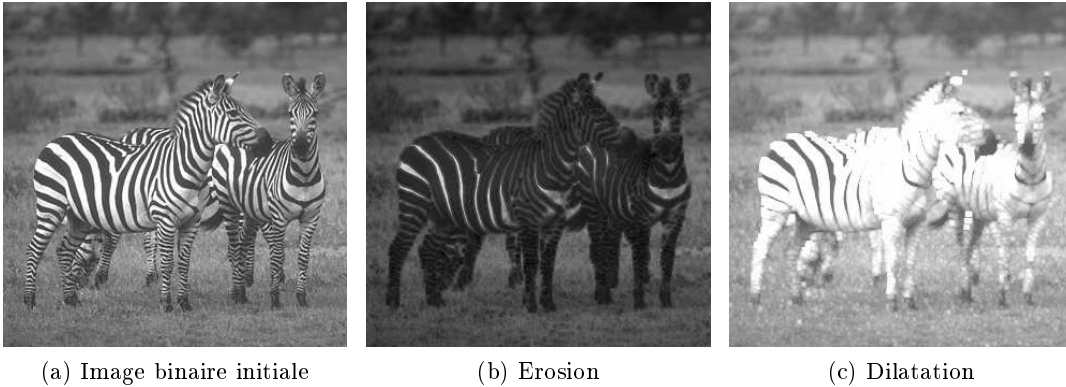 (a) Image binaire initiale
(b) Erosion
(c) Dilatation